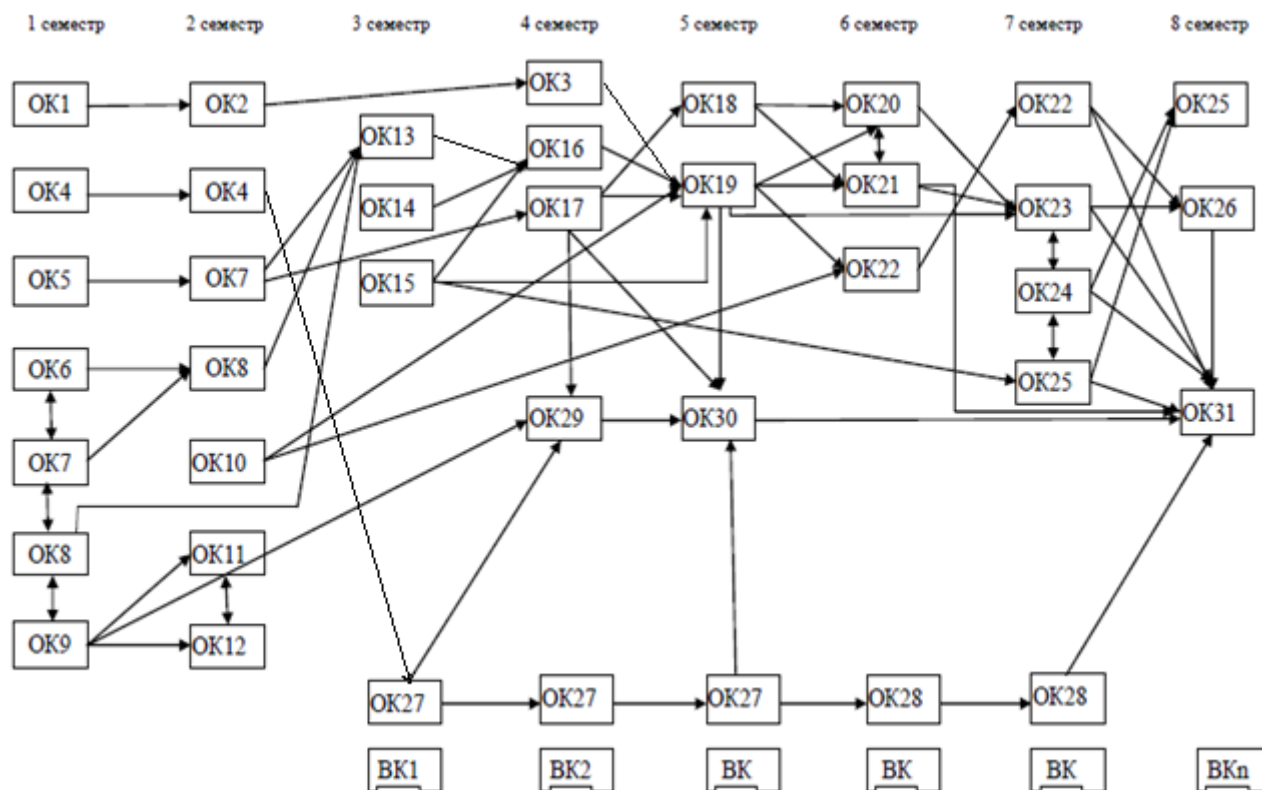 1 семестр 2 семестр 3 семестр 4 семестр 5 семестр 6 семестр 7 семестр 8 семестр
ОК1 ОК2 ОК3 ОК18 ОК20 ОК22 ОК25
ОК13 ОК16
ОК4 ОК4 ОК14 ОК17 ОК19 ОК21 ОК23 ОК26
ОК5 ОК7 ОК15 ОК22 ОК24
ОК6 ОК8 ОК25
ОК29 ОК30 ОК31
ОК7 ОК10
ОК8 ОК11
ОК9 ОК12
ОК27 ОК27 ОК27 ОК28 ОК28
ВК1 ВК2 ВК ВК ВК ВКn